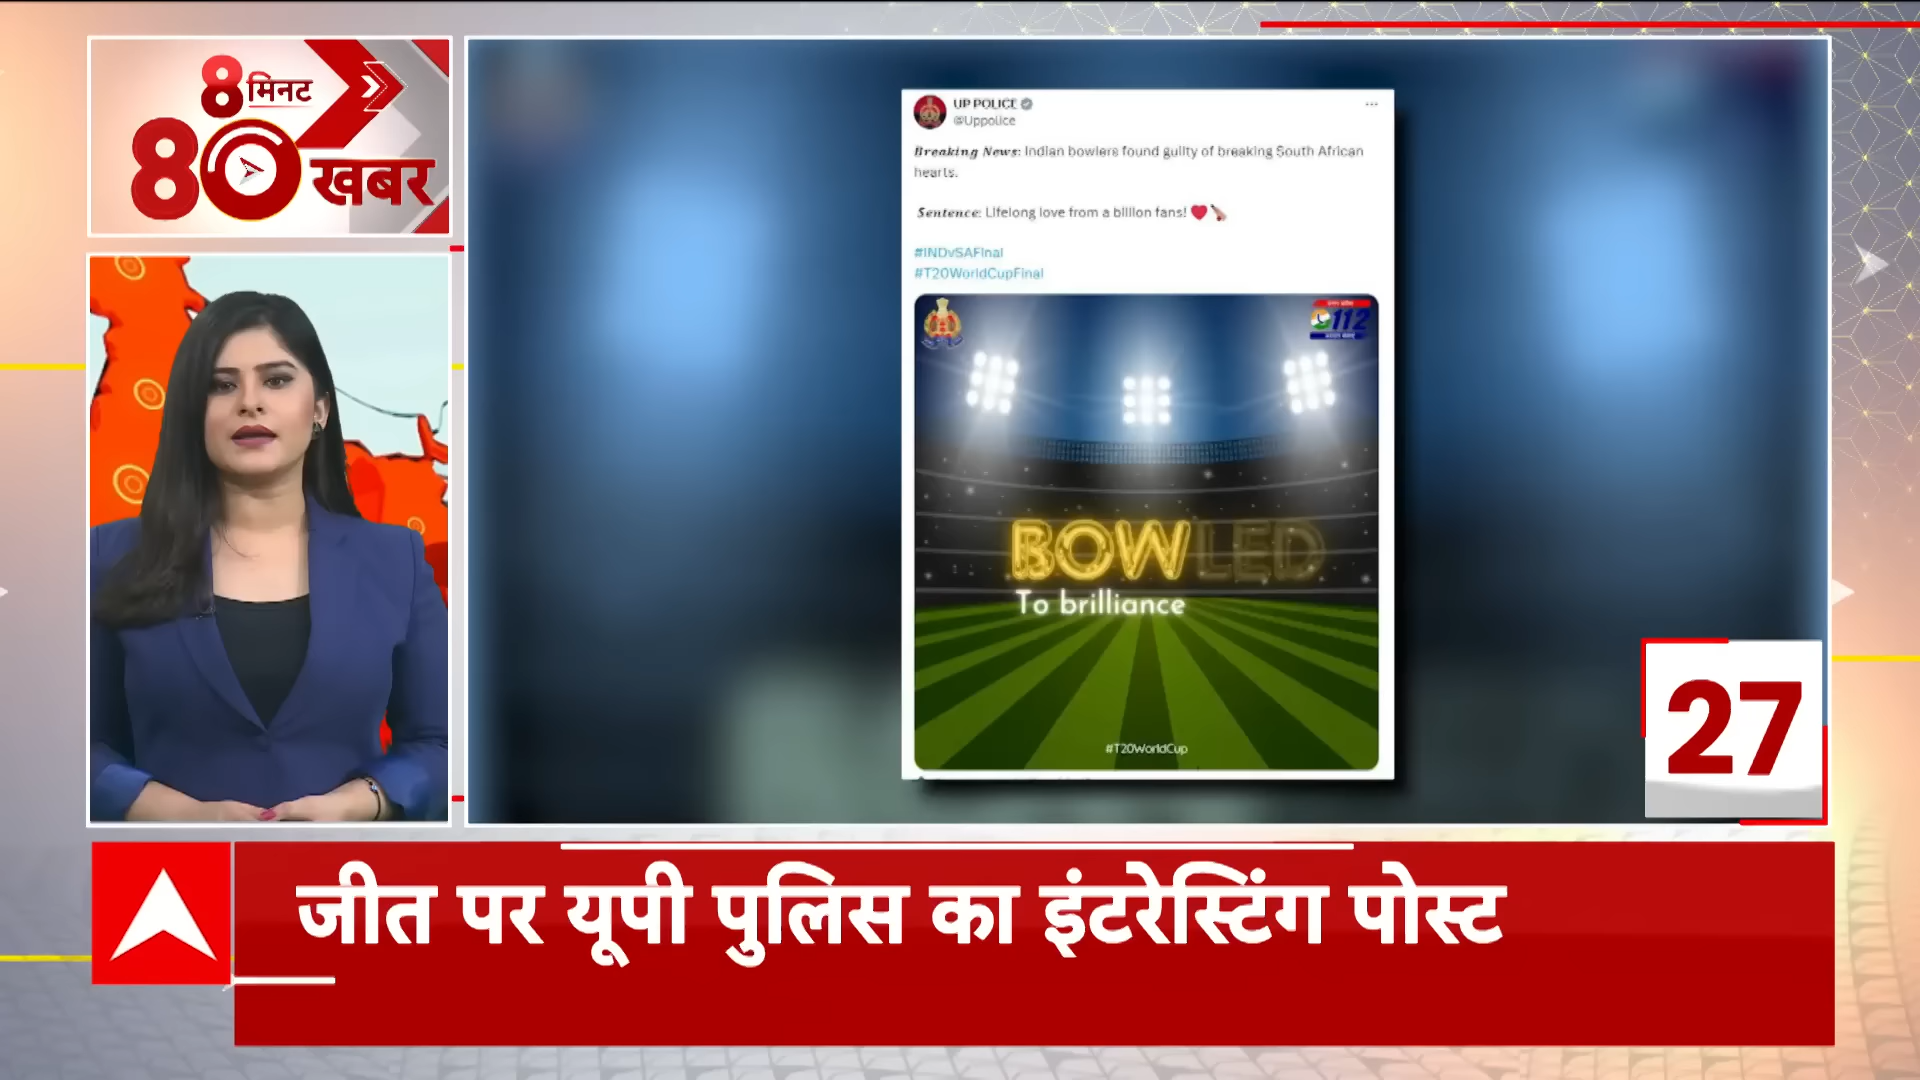 8 मिनट
80 खबर
UP POLICE
@Uppolice
Breaking News: Indian bowlers found guilty of breaking South African
hearts.
Sentence: Lifelong love from a billion fans!
#INDvSAFinal
#T20WorldCupFinal
112
BOWLED
To brilliance
#T20WorldCup
27
जीत पर यूपी पुलिस का इंटरेस्टिंग पोस्ट